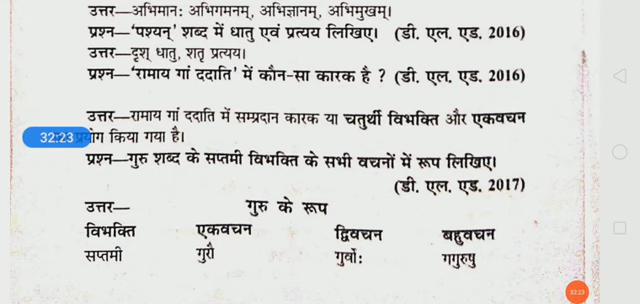 उत्तर—अभिमानः अभिगमनम्, अभिज्ञानम्, अभिमुखम्।
प्रश्न—‘पश्यन्’ शब्द में धातु एवं प्रत्यय लिखिए। (डी. एल. एड. 2016)
उत्तर—दृश् धातु, शतृ प्रत्यय।
प्रश्न—‘रामाय गां ददाति’ में कौन-सा कारक है ? (डी. एल. एड. 2016)
उत्तर—रामाय गां ददाति में सम्प्रदान कारक या चतुर्थी विभक्ति और एकवचन
32:23 प्रयोग किया गया है।
प्रश्न—गुरु शब्द के सप्तमी विभक्ति के सभी वचनों में रूप लिखिए।
(डी. एल. एड. 2017)
उत्तर— गुरु के रूप
विभक्ति एकवचन द्विवचन बहुवचन
सप्तमी गुरौ गुर्वोः गगुरुषु
32:23